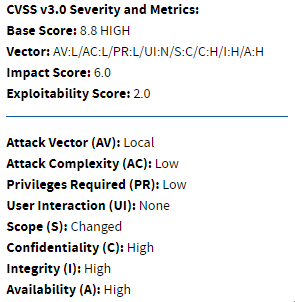 CVSS v3.0 Severity and Metrics:
Base Score: 8.8 HIGH
Vector: AV:L/AC:L/PR:L/UI:N/S:C/C:H/I:H/A:H
Impact Score: 6.0
Exploitability Score: 2.0
Attack Vector (AV): Local
Attack Complexity (AC): Low
Privileges Required (PR): Low
User Interaction (UI): None
Scope (S): Changed
Confidentiality (C): High
Integrity (I): High
Availability (A): High